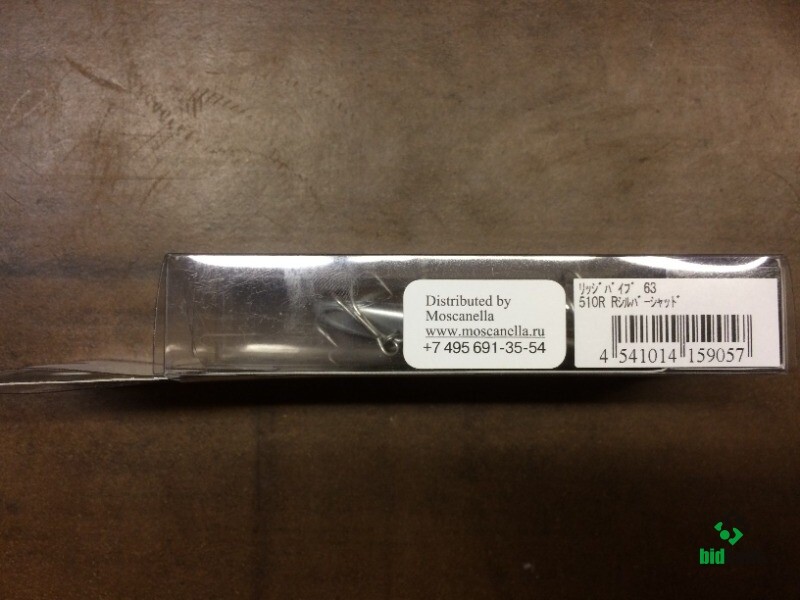 Distributed by
Moscanella
www.moscanella.ru
+7 495 691-35-54
ﾘｯｼﾞﾊﾞｲﾌﾞ 63
510R Rｼﾙﾊﾞｰｼｬｯﾄﾞ
4 541014 159057
bid